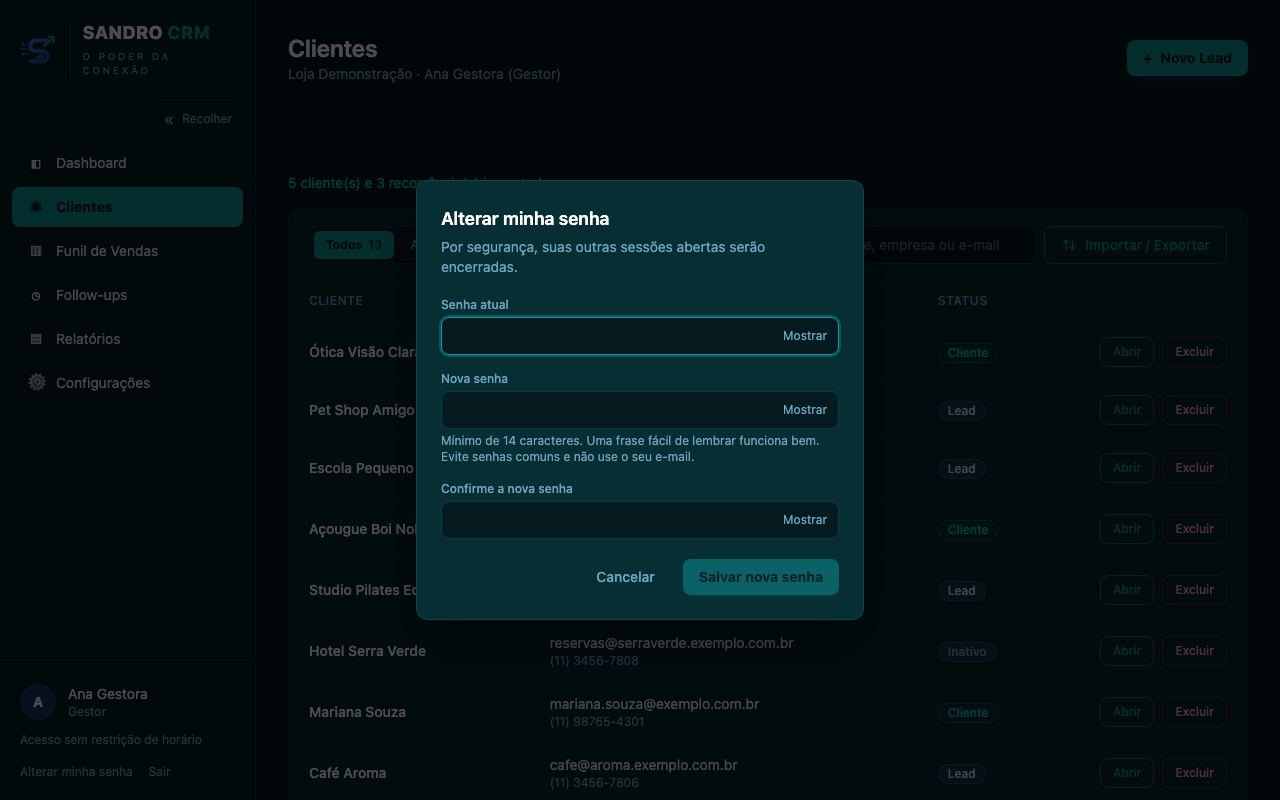 SANDRO CRM
O PODER DA
CONEXÃO
« Recolher
Dashboard
Clientes
Funil de Vendas
Follow-ups
Relatórios
Configurações
A
Ana Gestora
Gestor
Acesso sem restrição de horário
Alterar minha senha Sair
Clientes
Loja Demonstração · Ana Gestora (Gestor)
+ Novo Lead
5 cliente(s) e 3
Todos 13
empresa ou e-mail
Importar / Exportar
CLIENTE
STATUS
Ótica Visão
Cliente
Abrir
Excluir
Pet Shop Amigo
Lead
Abrir
Excluir
Escola Pequeno
Lead
Abrir
Excluir
Açougue Boi
Cliente
Abrir
Excluir
Studio Pilates
Lead
Abrir
Excluir
Hotel Serra Verde
reservas@serraverde.exemplo.com.br
(11) 3456-7808
Inativo
Abrir
Excluir
Mariana Souza
mariana.souza@exemplo.com.br
(11) 98765-4301
Cliente
Abrir
Excluir
Café Aroma
cafe@aroma.exemplo.com.br
(11) 3456-7806
Lead
Abrir
Excluir
Alterar minha senha
Por segurança, suas outras sessões abertas serão
encerradas.
Senha atual
Mostrar
Nova senha
Mostrar
Mínimo de 14 caracteres. Uma frase fácil de lembrar funciona bem.
Evite senhas comuns e não use o seu e-mail.
Confirme a nova senha
Mostrar
Cancelar
Salvar nova senha